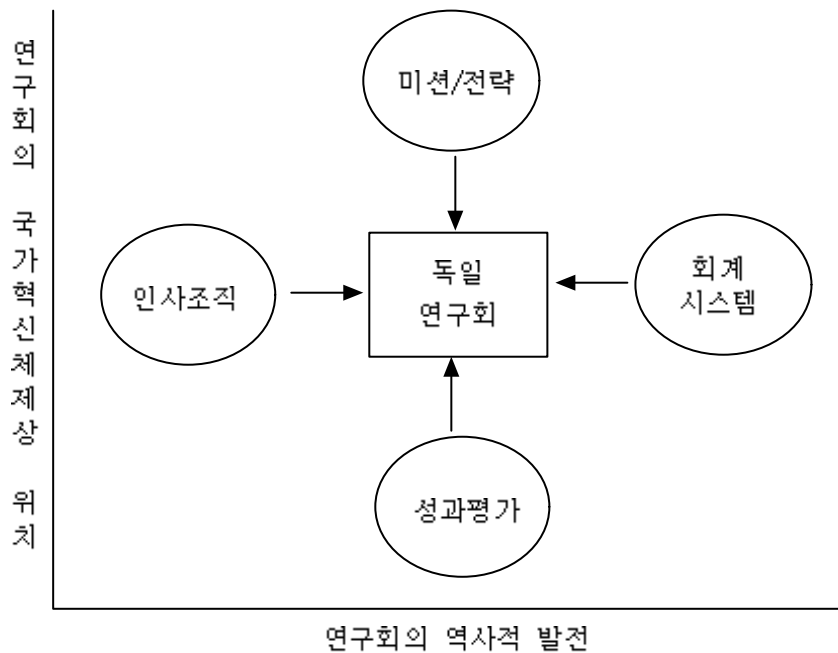 연구회의 국가혁신체제상 위치
미션/전략
인사조직
독일
연구회
회계
시스템
성과평가
연구회의 역사적 발전